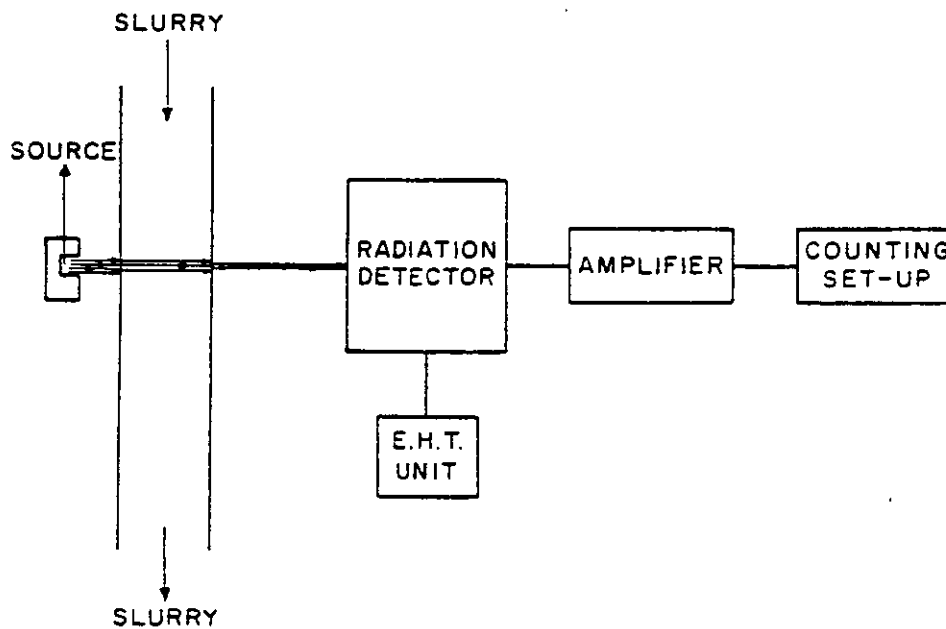 SLURRY
SOURCE
RADIATION
DETECTOR
AMPLIFIER
COUNTING
SET-UP
E.H.T.
UNIT
SLURRY